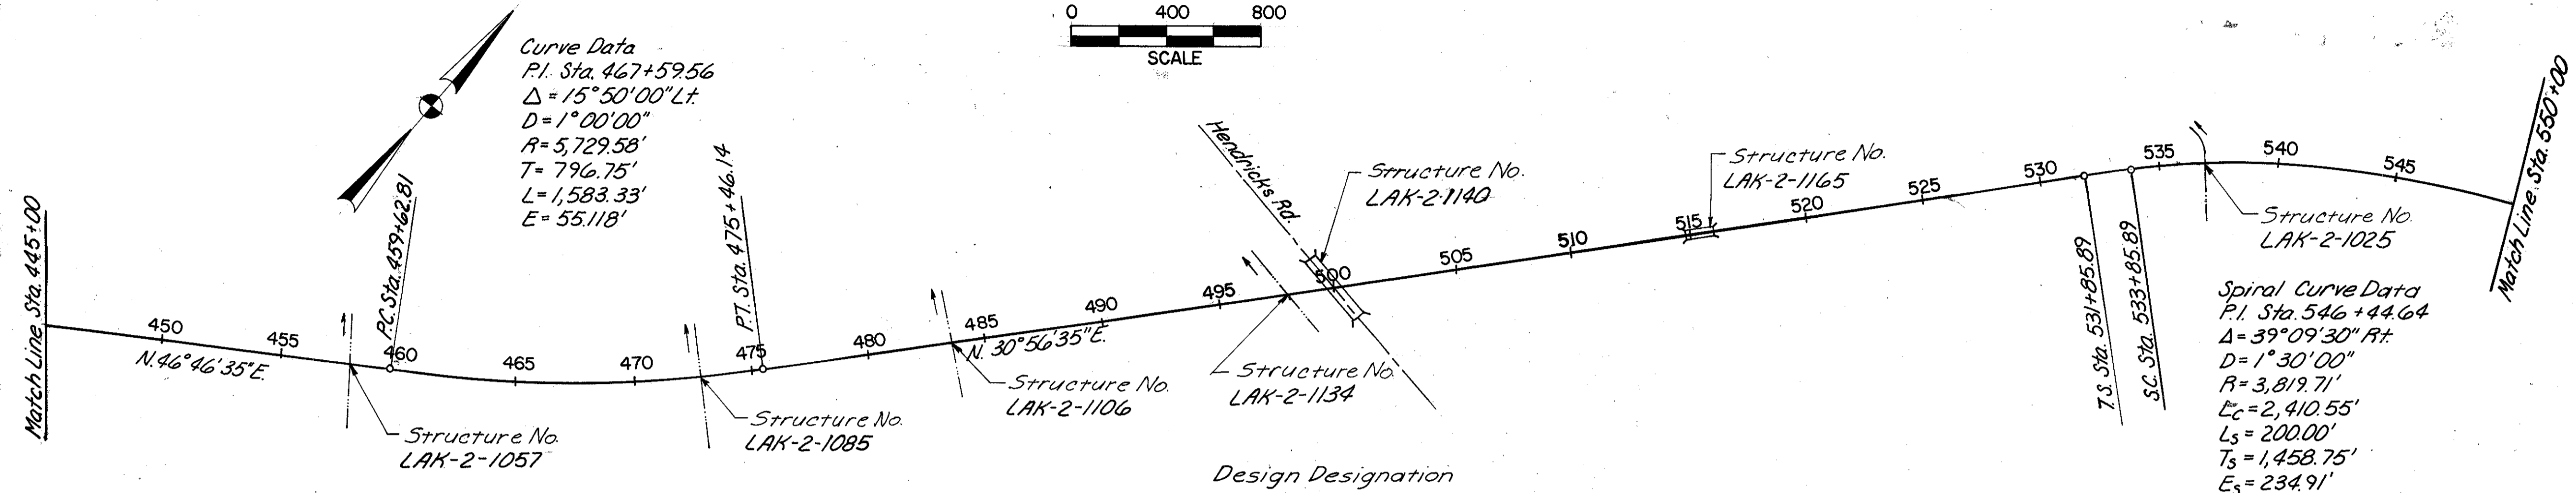 0 400 800
SCALE
Curve Data
P.I. Sta. 467+59.56
Δ = 15°50'00" Lt.
D = 1°00'00"
R = 5,729.58'
T = 796.75'
L = 1,583.33'
E = 55.118'
Match Line Sta. 445+00
450
455
N. 46°46'35" E.
P.C. Sta. 459+62.81
460
465
470
P.T. Sta. 475+46.14
475
480
485
490
N. 30°56'35" E.
495
Hendricks Rd.
500
505
510
515
520
525
530
535
540
545
Structure No.
LAK-2-1057
Structure No.
LAK-2-1085
Structure No.
LAK-2-1106
Structure No.
LAK-2-1134
Structure No.
LAK-2-1140
Structure No.
LAK-2-1165
T.S. Sta. 531+85.89
S.C. Sta. 533+85.89
Structure No.
LAK-2-1025
Match Line Sta. 550+00
Spiral Curve Data
P.I. Sta. 546+44.64
Δ = 39°09'30" Rt.
D = 1°30'00"
R = 3,819.71'
Lc = 2,410.55'
Ls = 200.00'
Ts = 1,458.75'
Es = 234.91'
Design Designation